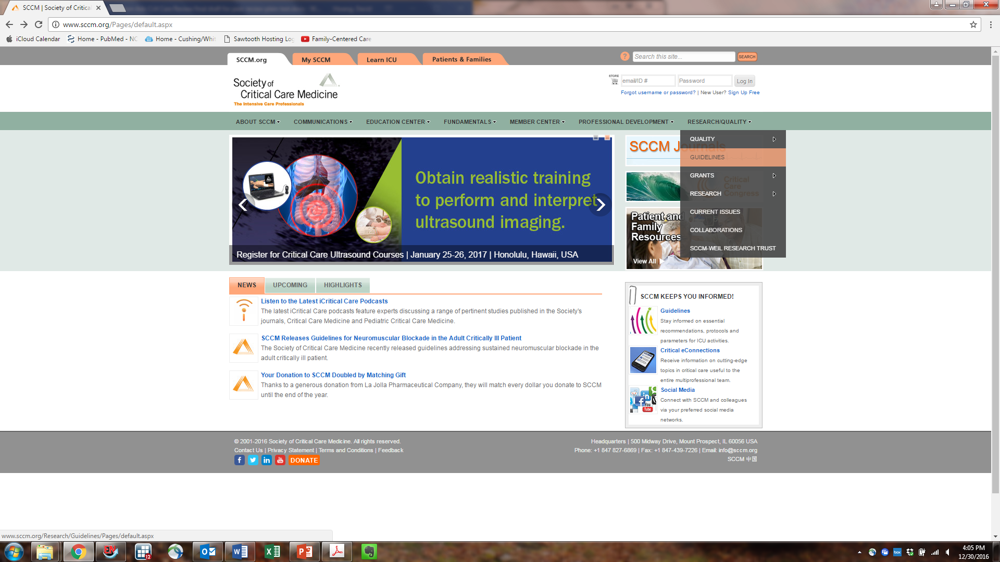 SCCM | Society of Critical
www.sccm.org/Pages/default.aspx
iCloud Calendar
Home - PubMed - NC
Home - Cushing/Whit
Sawtooth Hosting Log
Family-Centered Care
SCCM.org
My SCCM
Learn ICU
Patients & Families
?
Search this site...
SEARCH
Society of
Critical Care Medicine
The Intensive Care Professionals
STORE
email/ID #
Password
Log In
Forgot username or password? | New User? Sign Up Free
ABOUT SCCM
COMMUNICATIONS
EDUCATION CENTER
FUNDAMENTALS
MEMBER CENTER
PROFESSIONAL DEVELOPMENT
RESEARCH/QUALITY
QUALITY
GUIDELINES
GRANTS
RESEARCH
CURRENT ISSUES
COLLABORATIONS
SCCM-WEIL RESEARCH TRUST
Obtain realistic training
to perform and interpret
ultrasound imaging.
Register for Critical Care Ultrasound Courses | January 25-26, 2017 | Honolulu, Hawaii, USA
SCCM Journals
Critical
Care
Congress
Patient and
Family
Resources
View All
NEWS
UPCOMING
HIGHLIGHTS
Listen to the Latest iCritical Care Podcasts
The latest iCritical Care podcasts feature experts discussing a range of pertinent studies published in the Society's
journals, Critical Care Medicine and Pediatric Critical Care Medicine.
SCCM Releases Guidelines for Neuromuscular Blockade in the Adult Critically Ill Patient
The Society of Critical Care Medicine recently released guidelines addressing sustained neuromuscular blockade in the
adult critically ill patient.
Your Donation to SCCM Doubled by Matching Gift
Thanks to a generous donation from La Jolla Pharmaceutical Company, they will match every dollar you donate to SCCM
until the end of the year.
SCCM KEEPS YOU INFORMED!
Guidelines
Stay informed on essential
recommendations, protocols and
parameters for ICU activities.
Critical eConnections
Receive information on cutting-edge
topics in critical care useful to the
entire multiprofessional team.
Social Media
Connect with SCCM and colleagues
via your preferred social media
networks.
© 2001-2016 Society of Critical Care Medicine. All rights reserved.
Contact Us | Privacy Statement | Terms and Conditions | Feedback
DONATE
Headquarters | 500 Midway Drive, Mount Prospect, IL 60056 USA
Phone: +1 847 827-6869 | Fax: +1 847-439-7226 | Email: info@sccm.org
SCCM 中国
www.sccm.org/Research/Guidelines/Pages/default.aspx
4:05 PM
12/30/2016